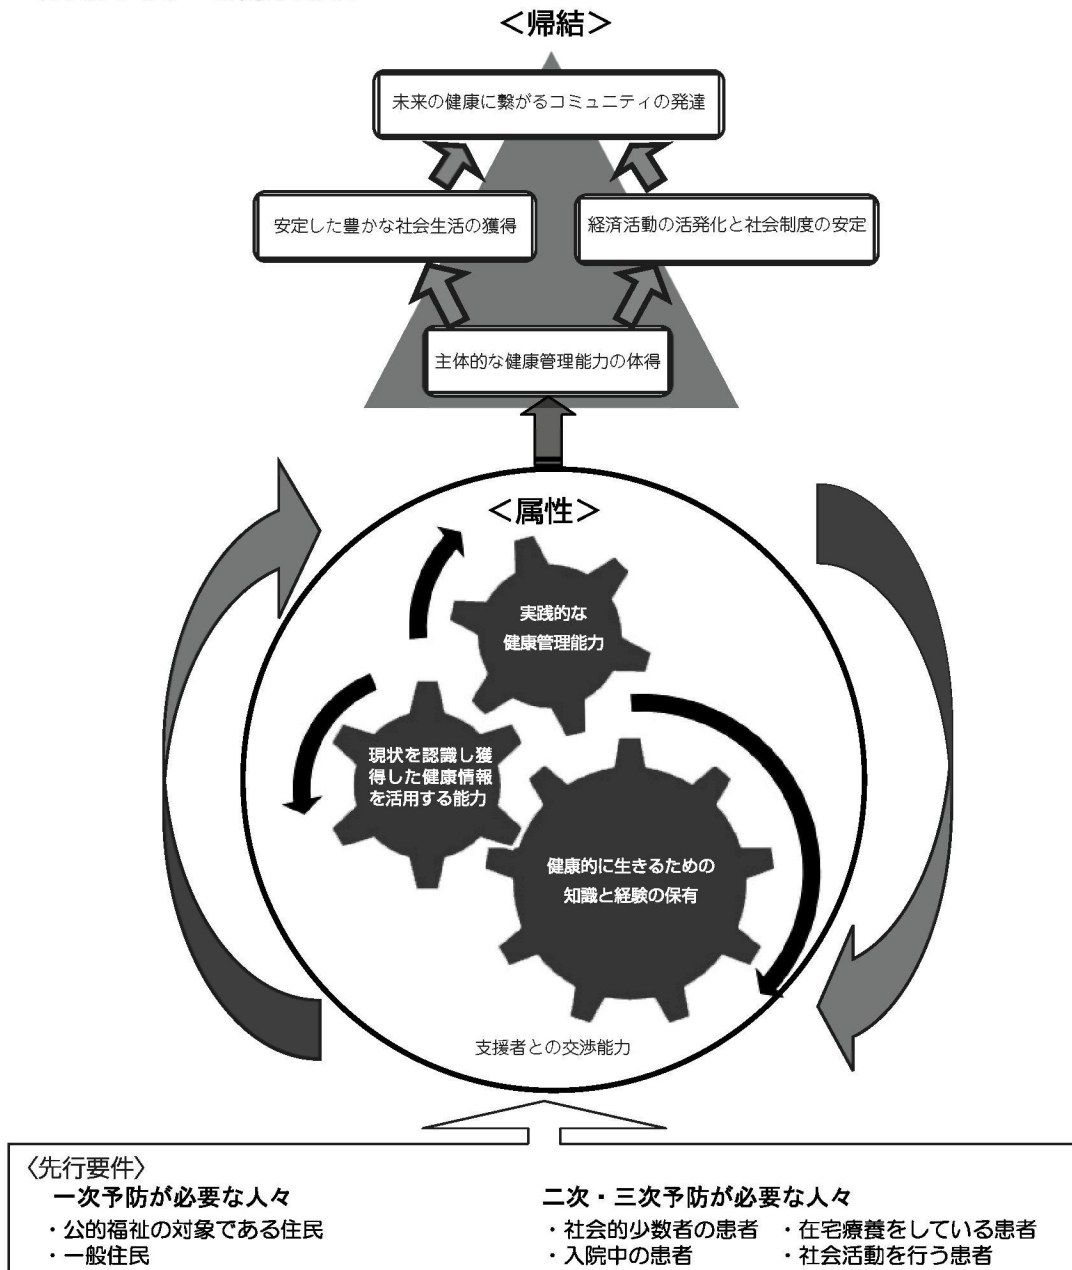 ＜帰結＞
未来の健康に繋がるコミュニティの発達
安定した豊かな社会生活の獲得
経済活動の活発化と社会制度の安定
主体的な健康管理能力の体得
＜属性＞
実践的な
健康管理能力
現状を認識し獲
得した健康情報
を活用する能力
健康的に生きるための
知識と経験の保有
支援者との交渉能力
〈先行要件〉
一次予防が必要な人々
・公的福祉の対象である住民
・一般住民
二次・三次予防が必要な人々
・社会的少数者の患者 ・在宅療養をしている患者
・入院中の患者 ・社会活動を行う患者